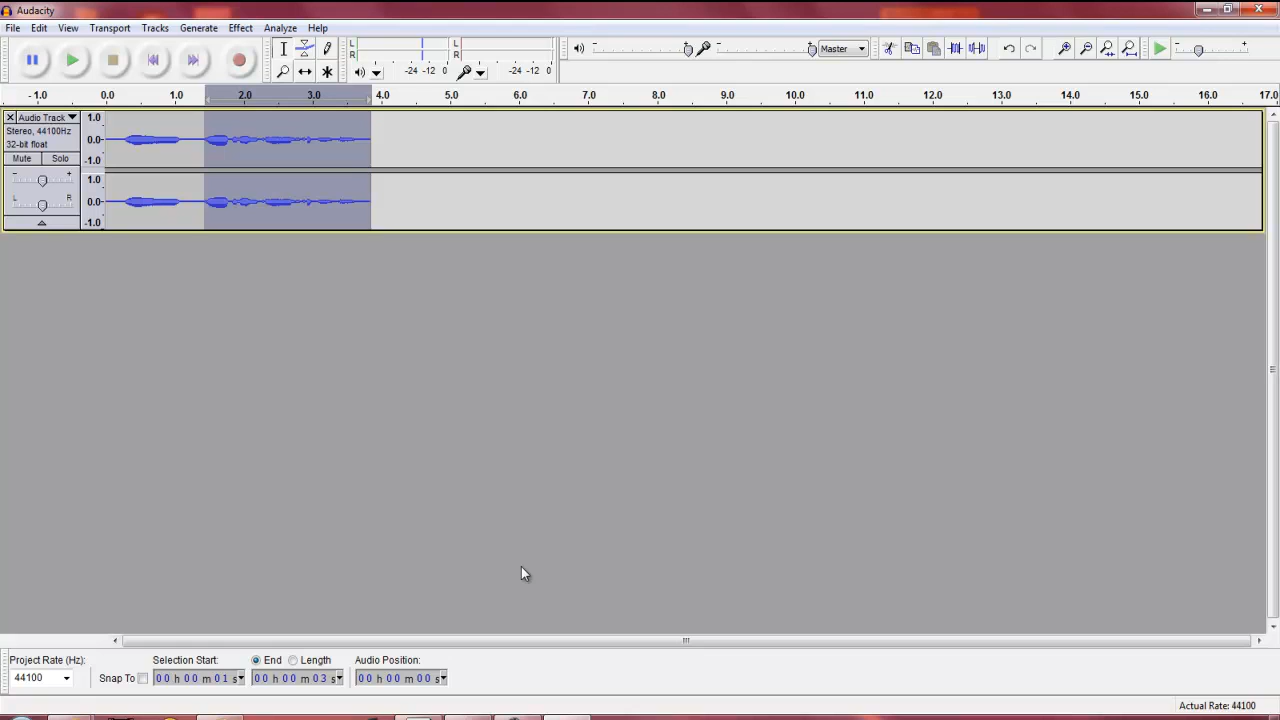 Audacity
File Edit View Transport Tracks Generate Effect Analyze Help
L
R
-24 -12 0
L
R
-24 -12 0
Master
- 1.0 0.0 1.0 2.0 3.0 4.0 5.0 6.0 7.0 8.0 9.0 10.0 11.0 12.0 13.0 14.0 15.0 16.0 17.0
Audio Track
Stereo, 44100Hz
32-bit float
Mute Solo
- +
L R
1.0
0.0
-1.0
1.0
0.0
-1.0
Project Rate (Hz):
44100
Snap To
Selection Start:
End Length
Audio Position:
00 h 00 m 01 s
00 h 00 m 03 s
00 h 00 m 00 s
Actual Rate: 44100